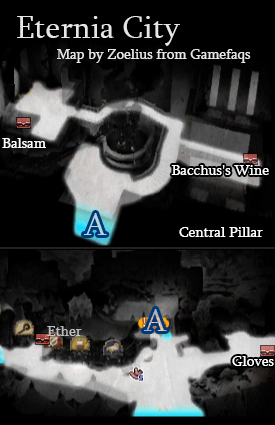 Eternia City
Map by Zoelius from Gamefaqs
Balsam
Bacchus's Wine
A
Central Pillar
A
Ether
Gloves